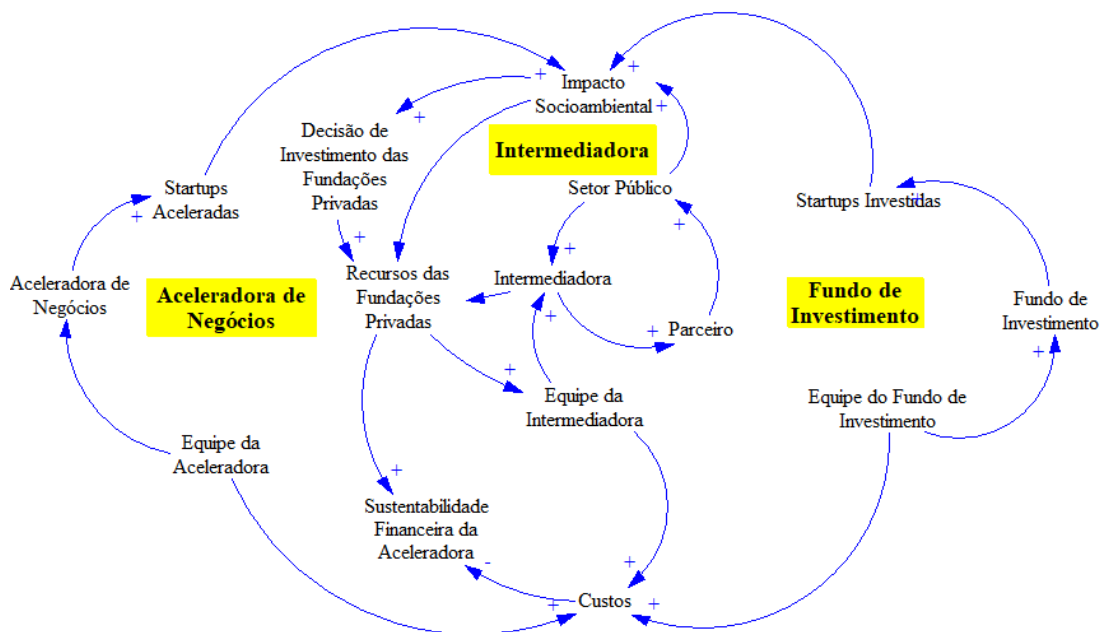 Impacto
Socioambiental
+
+
+
+
+
Decisão de
Investimento das
Fundações
Privadas
Intermediadora
Setor Público
Startups
Aceleradas
+
Startups Investidas
+
+
+
+
Aceleradora de
Negócios
Aceleradora de
Negócios
Recursos das
Fundações
Privadas
Intermediadora
+
+
Parceiro
Fundo de
Investimento
Fundo de
Investimento
+
+
Equipe da
Intermediadora
Equipe do Fundo de
Investimento
Equipe da
Aceleradora
+
Sustentabilidade
Financeira da
Aceleradora
-
+
+
Custos
+